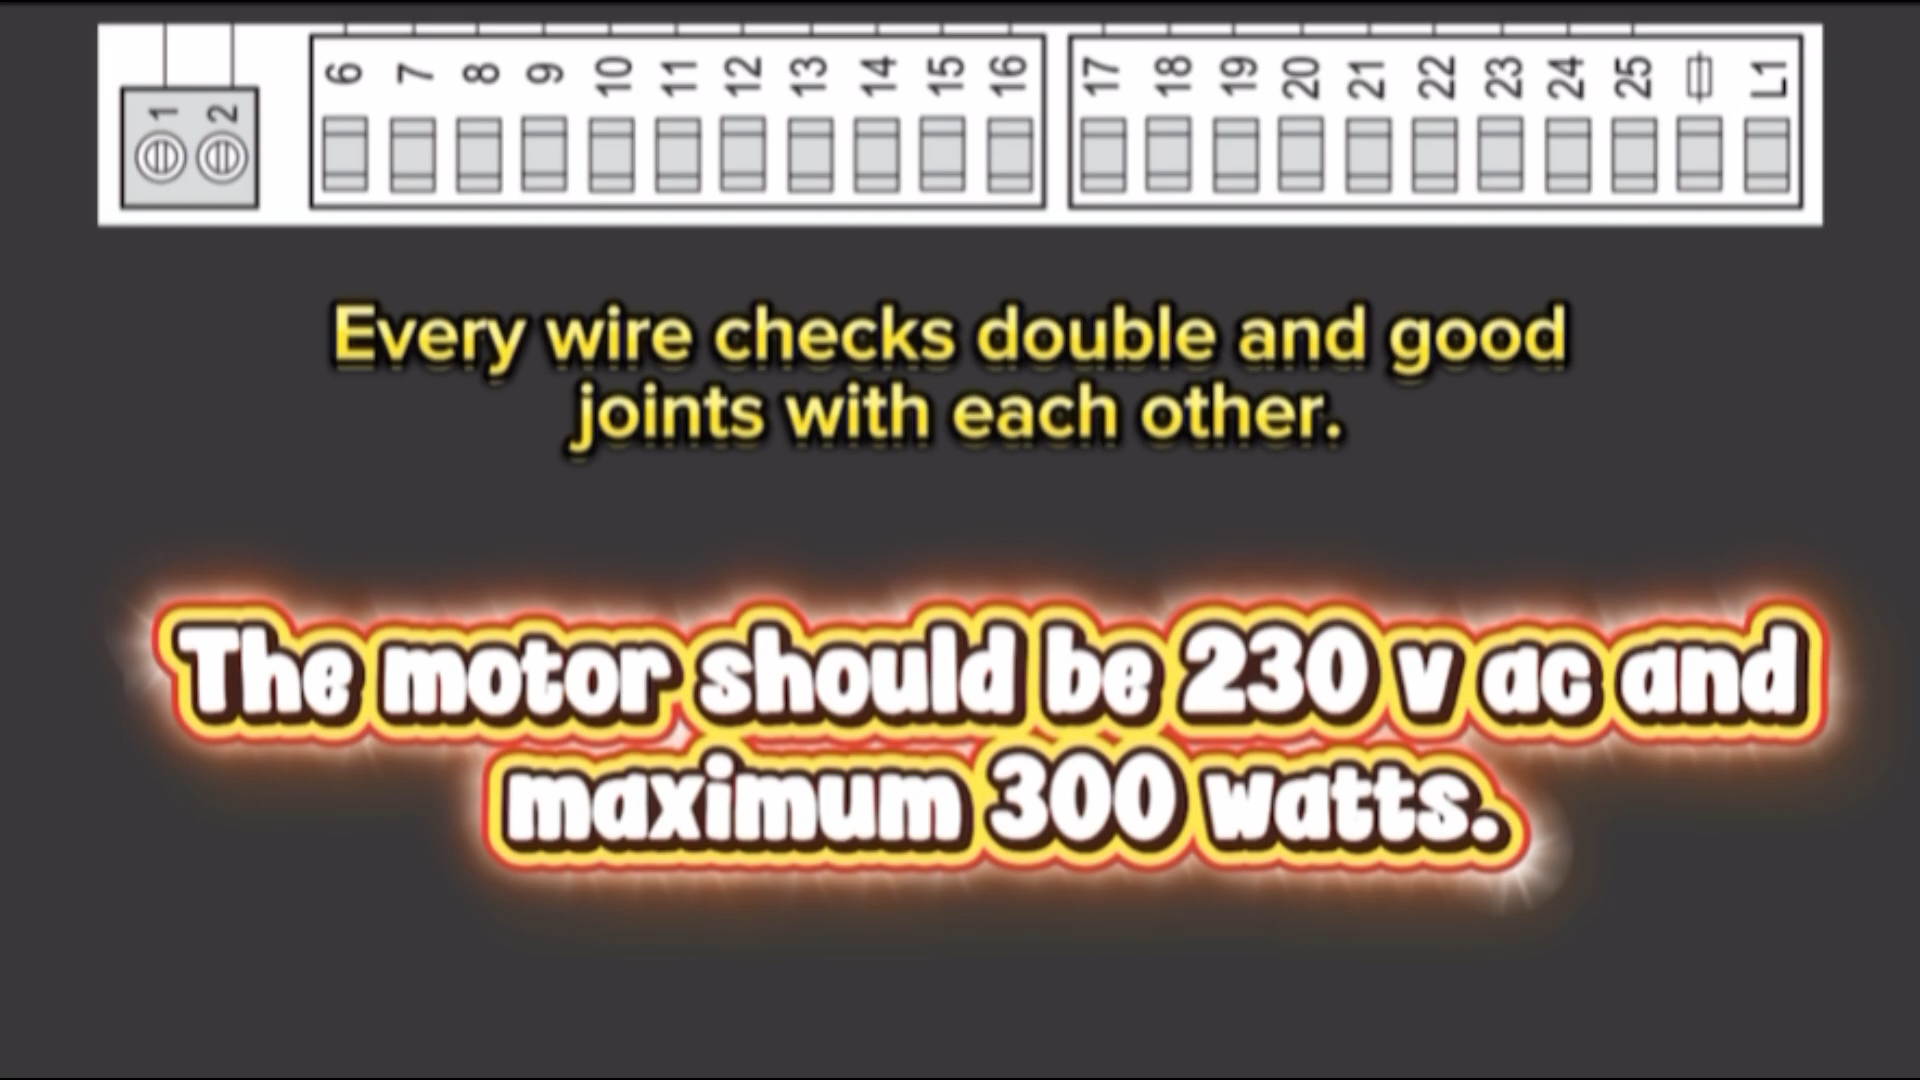 1 2 6 7 8 9 10 11 12 13 14 15 16 17 18 19 20 21 22 23 24 25 L1
Every wire checks double and good
joints with each other.
The motor should be 230 v ac and
maximum 300 watts.